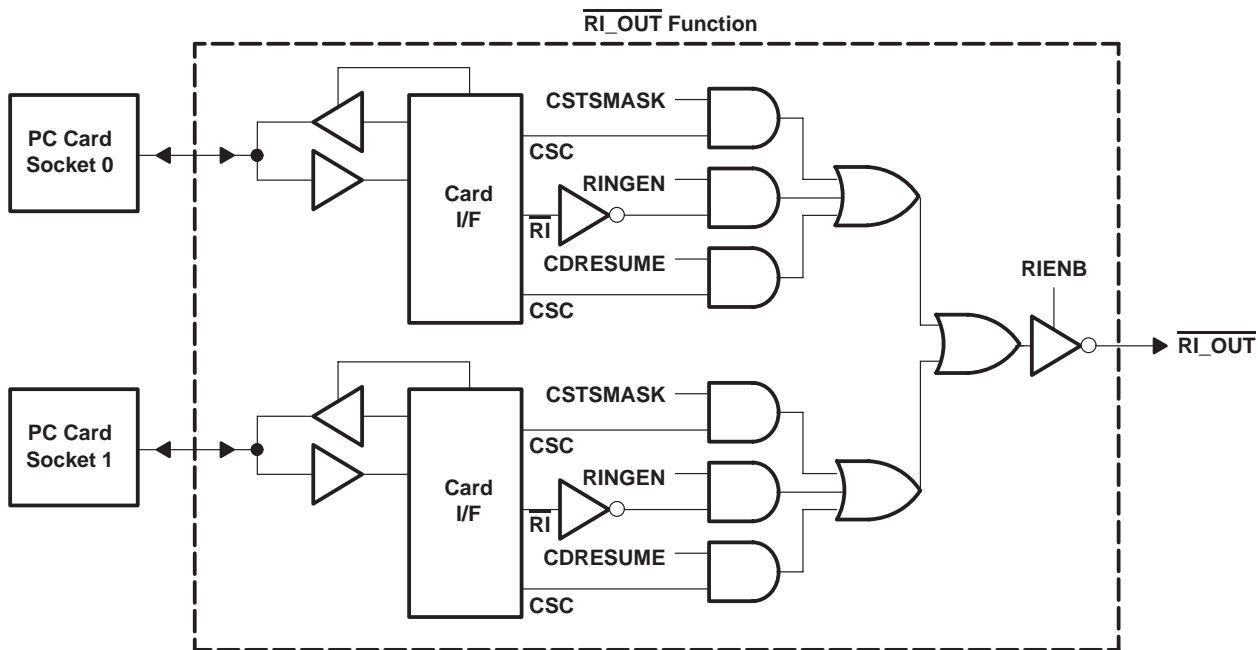 RI_OUT Function
PC Card
Socket 0
Card
I/F
CSTSMASK
CSC
RINGEN
RI
CDRESUME
CSC
RIENB
RI_OUT
PC Card
Socket 1
Card
I/F
CSTSMASK
CSC
RINGEN
RI
CDRESUME
CSC